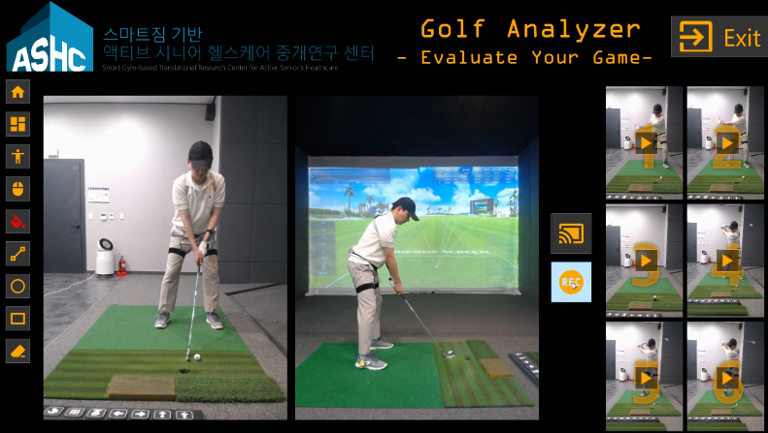 ASHC
스마트짐 기반
액티브 시니어 헬스케어 중개연구 센터
Smart Gym-based Translational Research Center for Active Senior's Healthcare
Golf Analyzer
- Evaluate Your Game-
Exit
REC
1
2
3
4
5
6